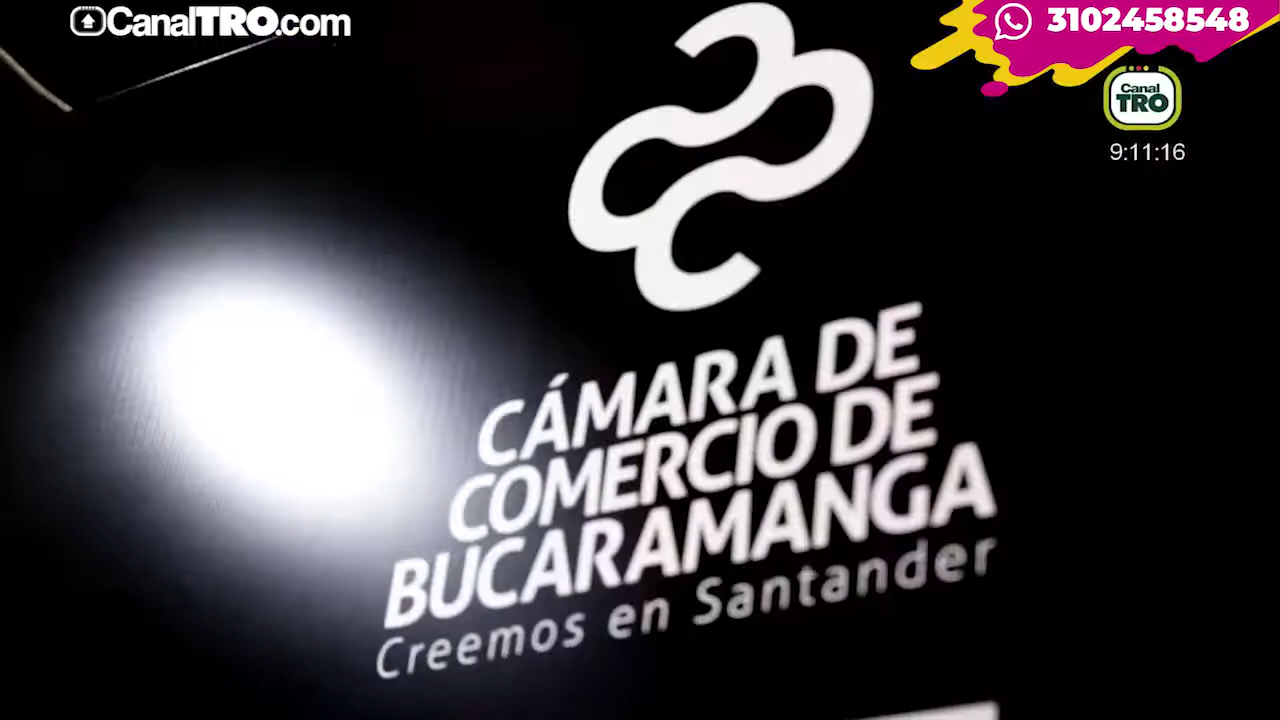 CanalTRO.com
3102458548
Canal
TRO
9:11:16
CÁMARA DE
COMERCIO DE
BUCARAMANGA
Creemos en Santander